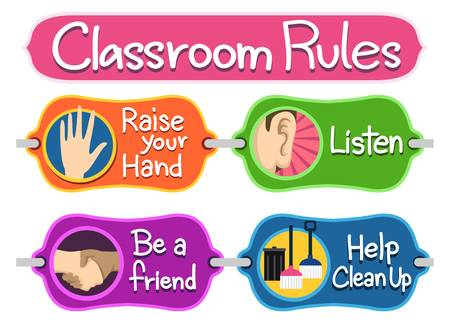 Classroom Rules
Raise
your
Hand
Listen
Be a
friend
Help
Clean Up